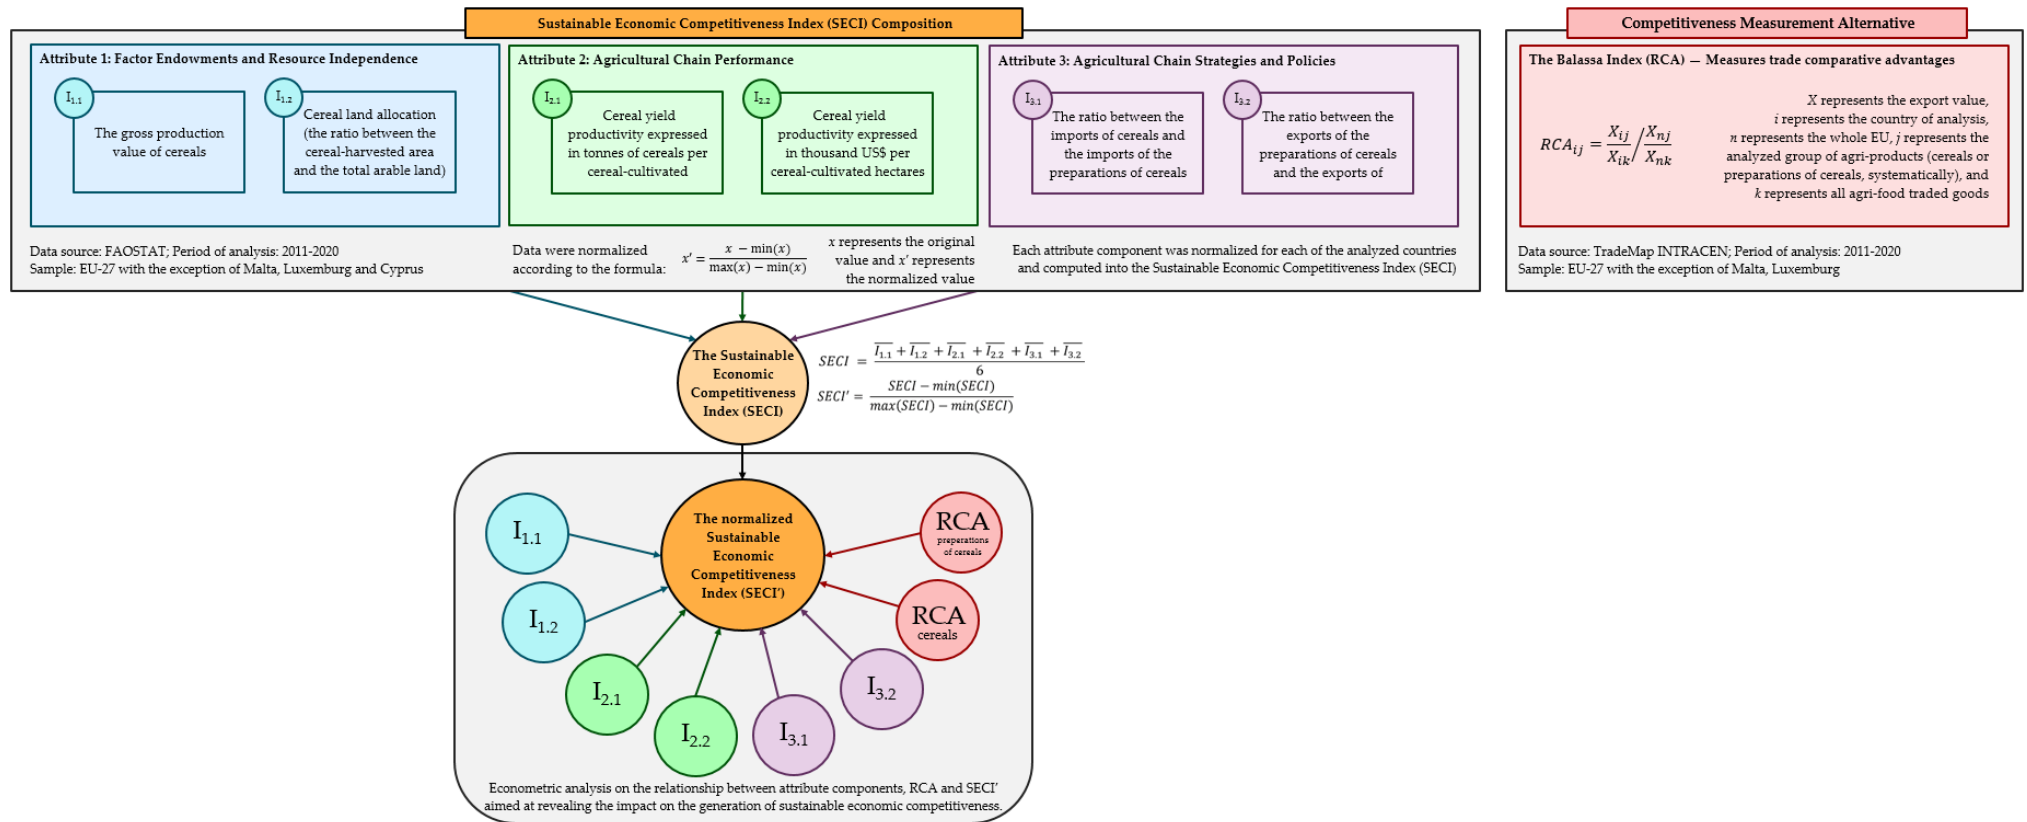 Sustainable Economic Competitiveness Index (SECI) Composition
Attribute 1: Factor Endowments and Resource Independence
I1.1
The gross production
value of cereals
I1.2
Cereal land allocation
(the ratio between the
cereal-harvested area
and the total arable land)
Attribute 2: Agricultural Chain Performance
I2.1
Cereal yield
productivity expressed
in tonnes of cereals per
cereal-cultivated
I2.2
Cereal yield
productivity expressed
in thousand US$ per
cereal-cultivated hectares
Attribute 3: Agricultural Chain Strategies and Policies
I3.1
The ratio between the
imports of cereals and
the imports of the
preparations of cereals
I3.2
The ratio between the
exports of the
preparations of cereals
and the exports of
Data source: FAOSTAT; Period of analysis: 2011-2020
Sample: EU-27 with the exception of Malta, Luxemburg and Cyprus
Data were normalized
according to the formula:
x′ = (x − min(x)) / (max(x) − min(x))
x represents the original
value and x′ represents
the normalized value
Each attribute component was normalized for each of the analyzed countries
and computed into the Sustainable Economic Competitiveness Index (SECI)
Competitiveness Measurement Alternative
The Balassa Index (RCA) — Measures trade comparative advantages
RCAij = Xij/Xik / Xnj/Xnk
X represents the export value,
i represents the country of analysis,
n represents the whole EU, j represents the
analyzed group of agri-products (cereals or
preparations of cereals, systematically), and
k represents all agri-food traded goods
Data source: TradeMap INTRACEN; Period of analysis: 2011-2020
Sample: EU-27 with the exception of Malta, Luxemburg
The Sustainable
Economic
Competitiveness
Index (SECI)
SECI = (I̅1.1 + I̅1.2 + I̅2.1 + I̅2.2 + I̅3.1 + I̅3.2) / 6
SECI′ = (SECI − min(SECI)) / (max(SECI) − min(SECI))
The normalized
Sustainable
Economic
Competitiveness
Index (SECI′)
I1.1
I1.2
I2.1
I2.2
I3.1
I3.2
RCA
cereals
RCA
preperations
of cereals
Econometric analysis on the relationship between attribute components, RCA and SECI′
aimed at revealing the impact on the generation of sustainable economic competitiveness.